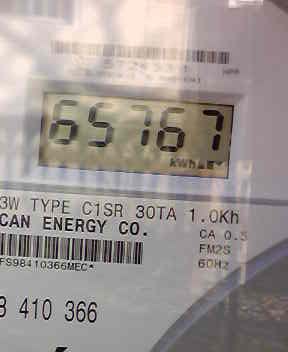 65767
kWh
3W TYPE C1SR 30TA 1.0Kh
CAN ENERGY CO.
CA 0.5
FM2S
FS98410366MEC*
60Hz
8 410 366